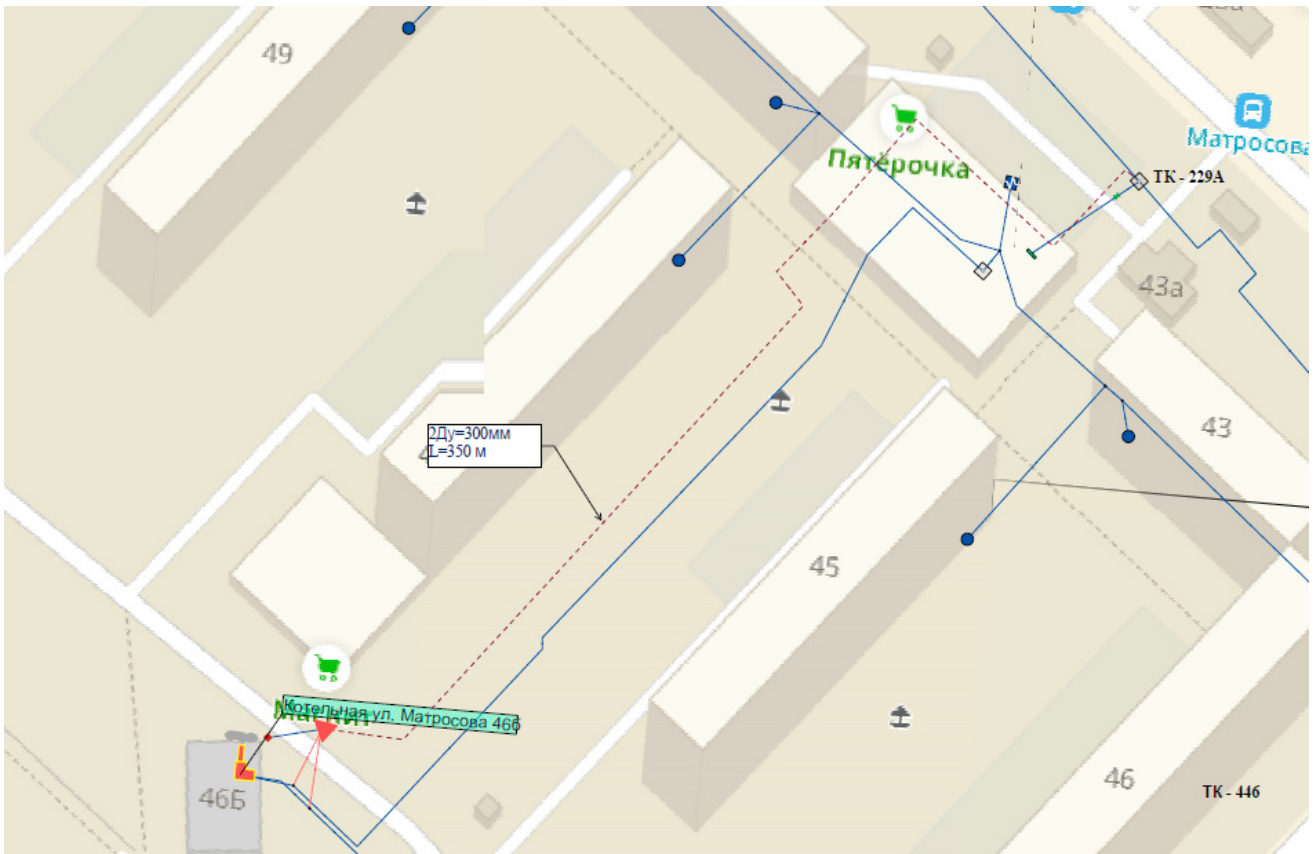 49
Матросова
Пятёрочка
ТК - 229А
43а
2Ду=300мм
L=350 м
43
45
Котельная ул. Матросова 46б
Магнит
46Б
46
ТК - 446